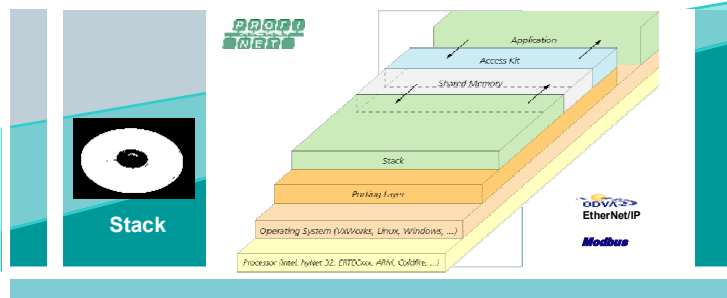 PROFI
NET
Application
Access Kit
Shared Memory
Stack
Porting Layer
Operating System (VxWorks, Linux, Windows, ...)
Processor (Intel, hyNet 32, ERTECxxx, ARM, Coldfire, ...)
Stack
ODVA
EtherNet/IP
Modbus